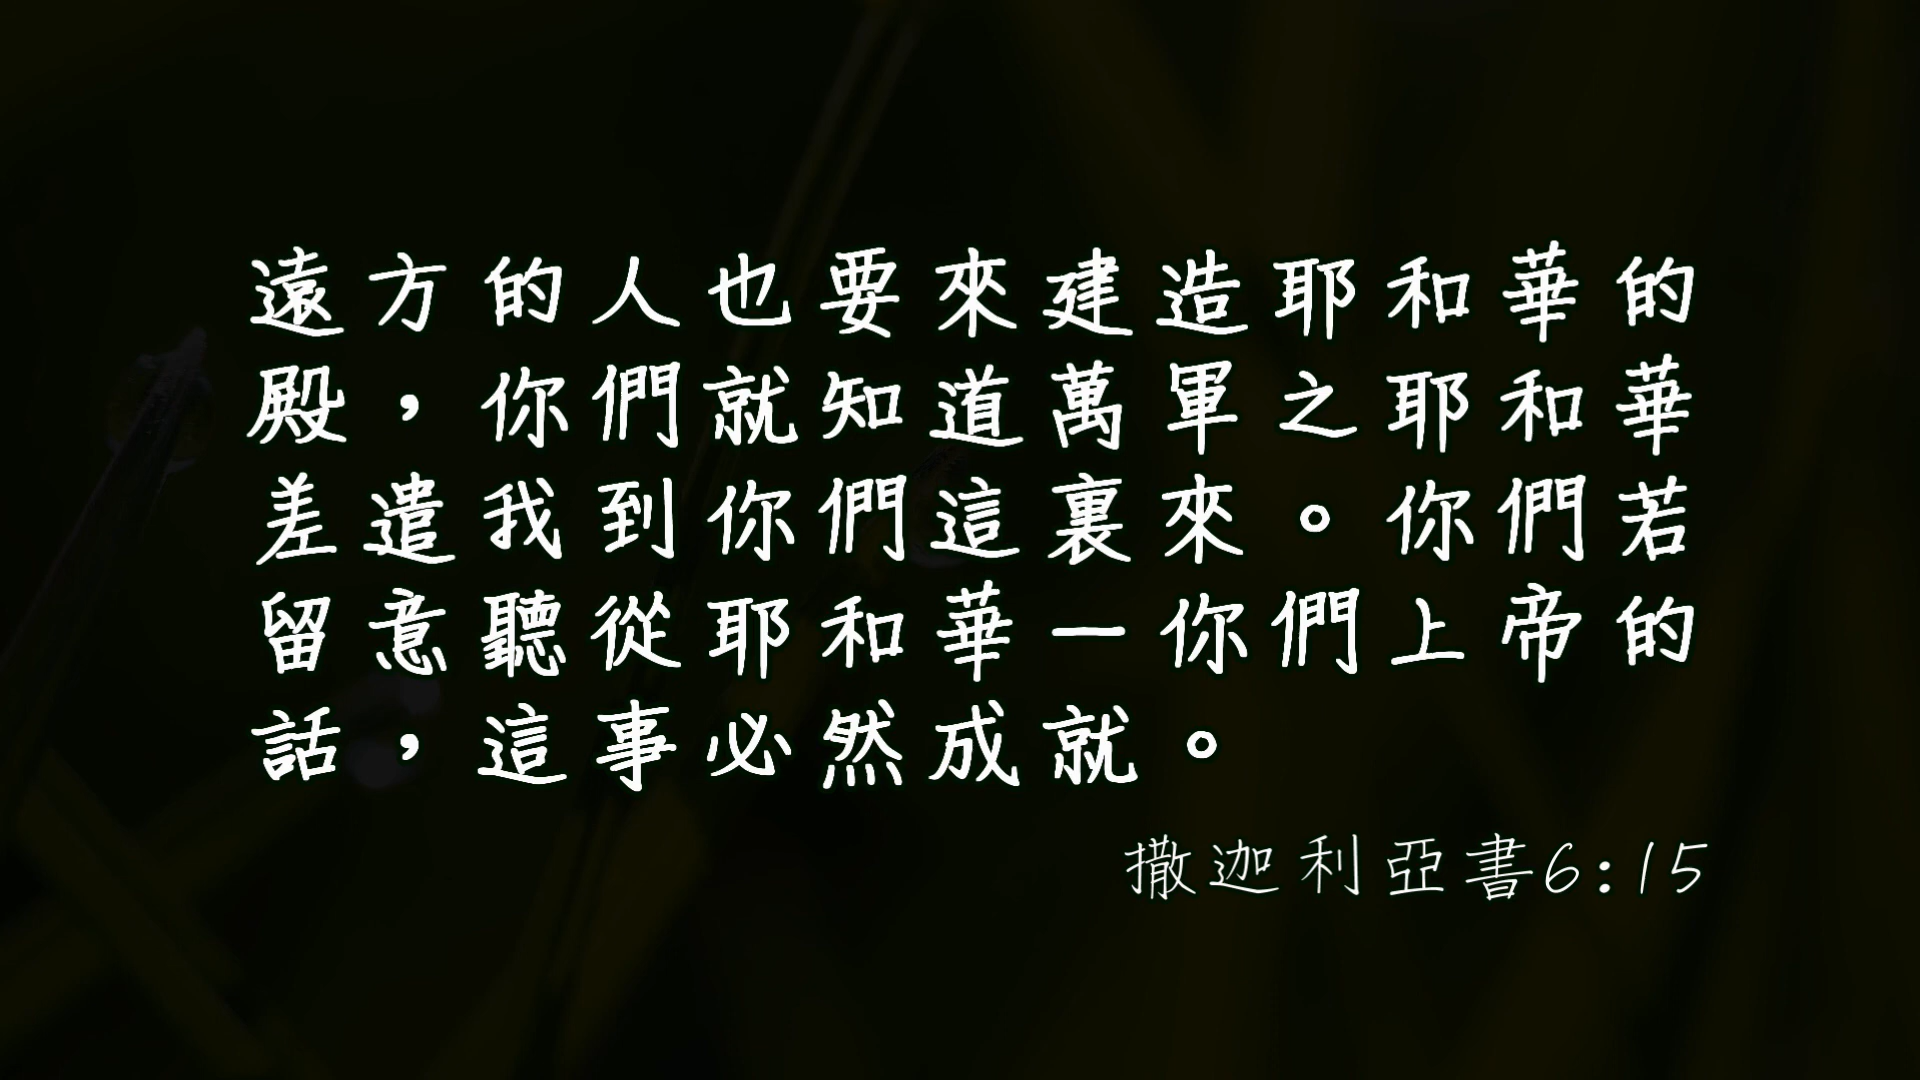 遠方的人也要來建造耶和華的
殿，你們就知道萬軍之耶和華
差遣我到你們這裏來。你們若
留意聽從耶和華－你們上帝的
話，這事必然成就。
撒迦利亞書6:15